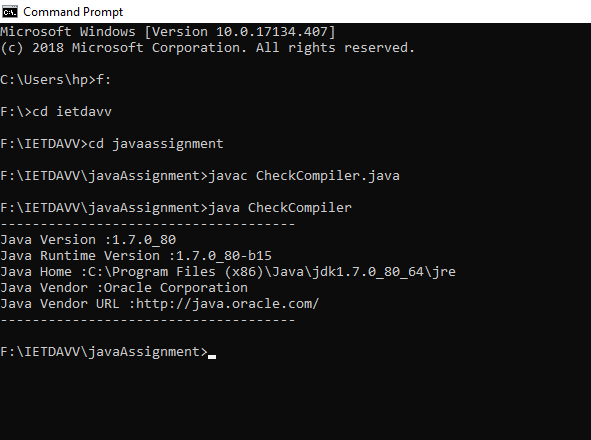 Command Prompt
Microsoft Windows [Version 10.0.17134.407]
(c) 2018 Microsoft Corporation. All rights reserved.
C:\Users\hp>f:
F:\>cd ietdavv
F:\IETDAVV>cd javaassignment
F:\IETDAVV\javaAssignment>javac CheckCompiler.java
F:\IETDAVV\javaAssignment>java CheckCompiler
-------------------------------------
Java Version :1.7.0_80
Java Runtime Version :1.7.0_80-b15
Java Home :C:\Program Files (x86)\Java\jdk1.7.0_80_64\jre
Java Vendor :Oracle Corporation
Java Vendor URL :http://java.oracle.com/
-------------------------------------
F:\IETDAVV\javaAssignment>